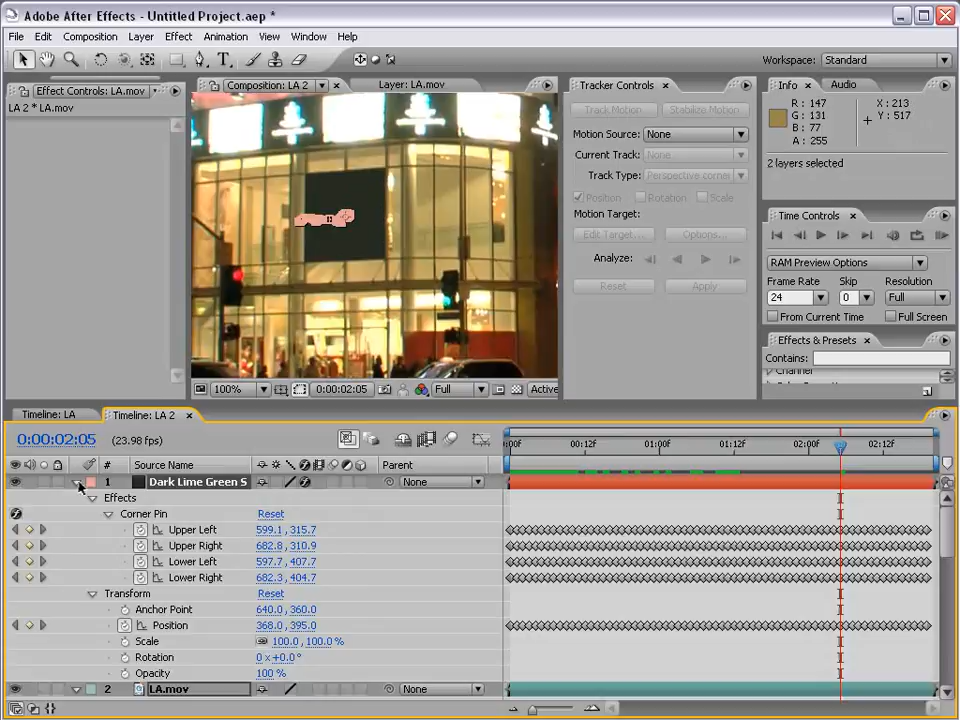 Adobe After Effects - Untitled Project.aep *
File Edit Composition Layer Effect Animation View Window Help
Workspace: Standard
Effect Controls: LA.mov
LA 2 * LA.mov
Composition: LA 2
Layer: LA.mov
100%
0:00:02:05
Full
Active
Tracker Controls
Track Motion Stabilize Motion
Motion Source: None
Current Track: None
Track Type: Perspective corner
Position Rotation Scale
Motion Target:
Edit Target... Options...
Analyze:
Reset Apply
Info Audio
R: 147 X: 213
G: 131 Y: 517
B: 77
A: 255
2 layers selected
Time Controls
RAM Preview Options
Frame Rate Skip Resolution
24 0 Full
From Current Time Full Screen
Effects & Presets
Contains:
Channel
Timeline: LA Timeline: LA 2
0:00:02:05 (23.98 fps)
:00f 00:12f 01:00f 01:12f 02:00f 02:12f
# Source Name Parent
1 Dark Lime Green S None
Effects
Corner Pin Reset
Upper Left 599.1, 315.7
Upper Right 682.8, 310.9
Lower Left 597.7, 407.7
Lower Right 682.3, 404.7
Transform Reset
Anchor Point 640.0, 360.0
Position 368.0, 395.0
Scale 100.0, 100.0 %
Rotation 0 x +0.0 °
Opacity 100 %
2 LA.mov None